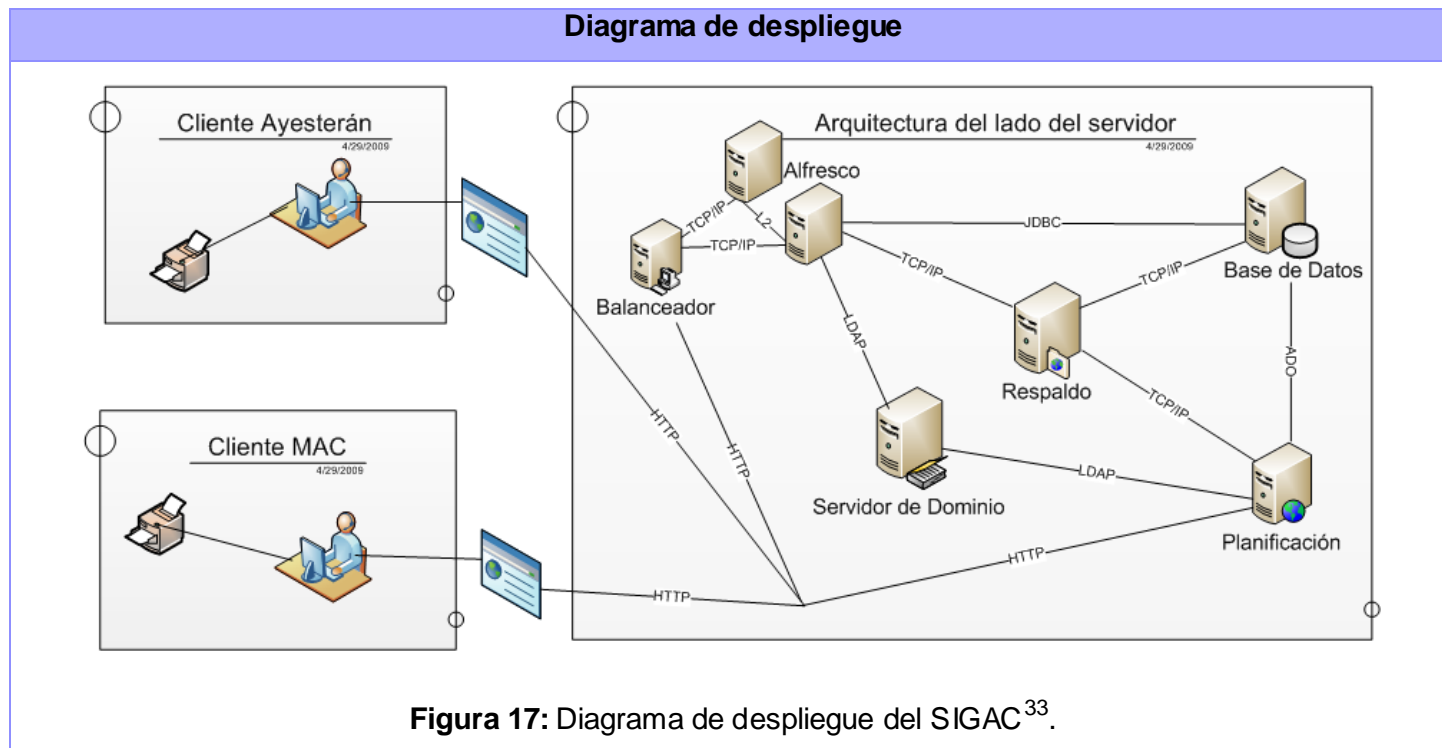 Diagrama de despliegue
Cliente Ayesterán
4/29/2009
Arquitectura del lado del servidor
4/29/2009
Alfresco
TCP/IP
L2
TCP/IP
JDBC
Balanceador
TCP/IP
TCP/IP
Base de Datos
LDAP
Respaldo
ADO
TCP/IP
HTTP
HTTP
Servidor de Dominio
LDAP
Planificación
HTTP
Cliente MAC
4/29/2009
HTTP
Figura 17: Diagrama de despliegue del SIGAC33.